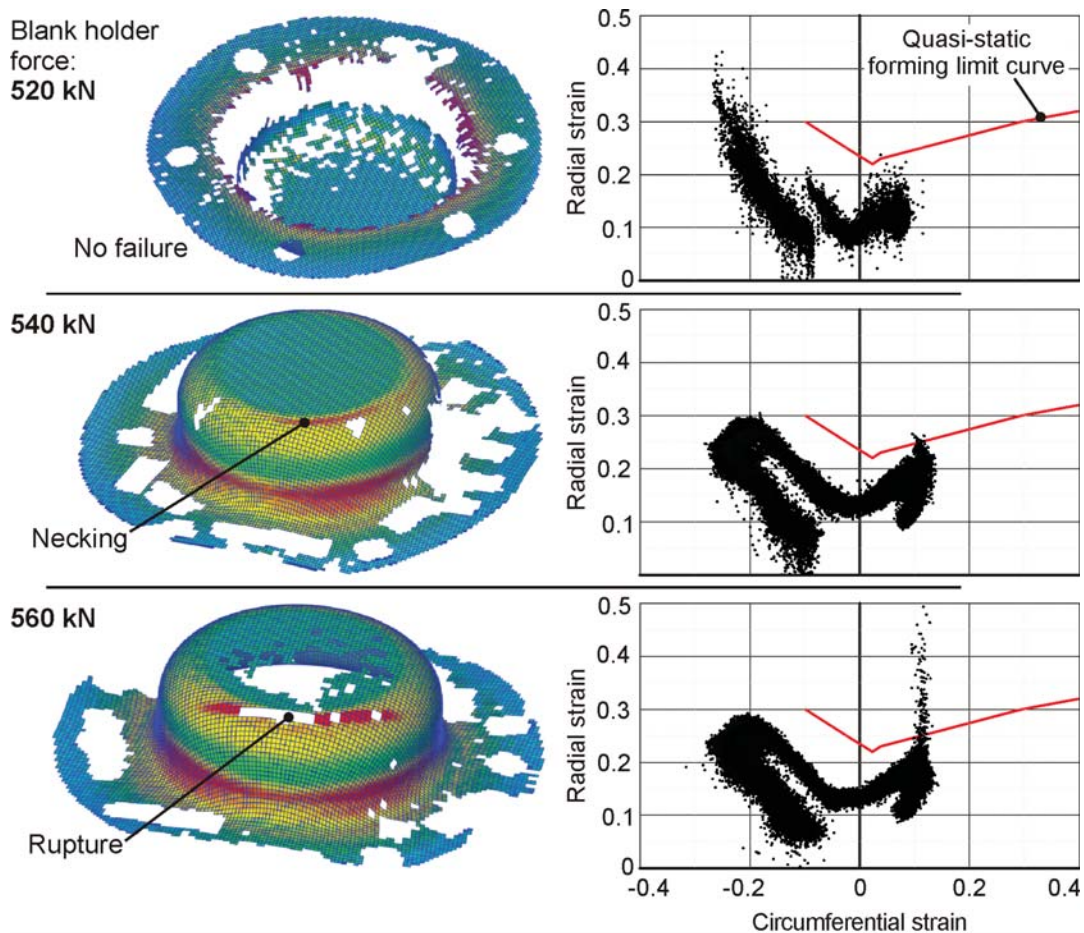 Blank holder
force:
520 kN
No failure
Radial strain
0.5
0.4
0.3
0.2
0.1
0
Quasi-static
forming limit curve
540 kN
Necking
Radial strain
0.5
0.4
0.3
0.2
0.1
560 kN
Rupture
Radial strain
0.5
0.4
0.3
0.2
0.1
0
-0.4
-0.2
0
0.2
0.4
Circumferential strain